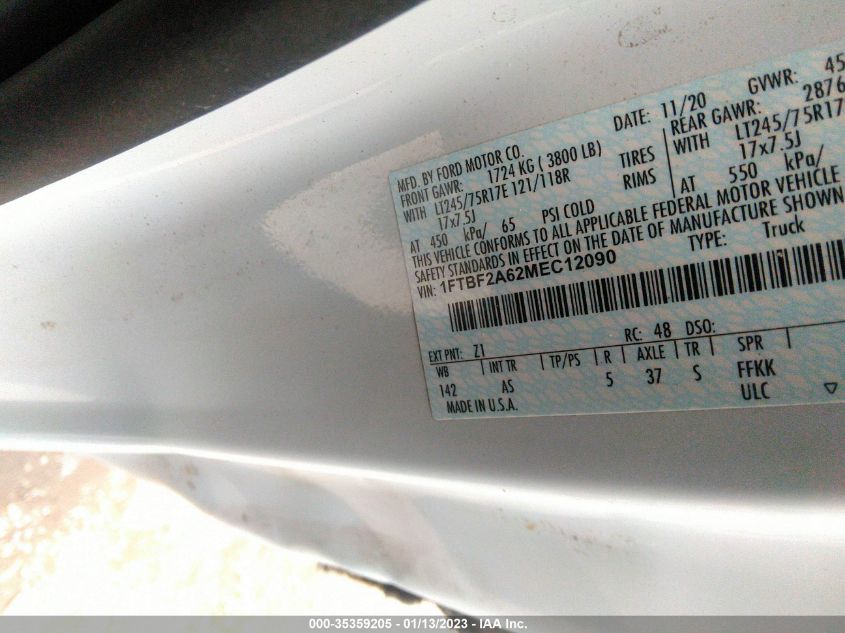 MFD. BY FORD MOTOR CO. DATE: 11/20 GVWR: 45
FRONT GAWR: 1724 KG ( 3800 LB) REAR GAWR: 2876
WITH LT245/75R17E 121/118R TIRES WITH LT245/75R17
17x7.5J RIMS 17x7.5J
AT 450 kPa/ 65 PSI COLD AT 550 kPa/
THIS VEHICLE CONFORMS TO ALL APPLICABLE FEDERAL MOTOR VEHICLE
SAFETY STANDARDS IN EFFECT ON THE DATE OF MANUFACTURE SHOWN
VIN: 1FTBF2A62MEC12090 TYPE: Truck
EXT PNT: Z1 RC: 48 DSO:
WB INT TR TP/PS R AXLE TR SPR
142 AS 5 37 S FFKK
MADE IN U.S.A. ULC
000-35359205 - 01/13/2023 - IAA Inc.